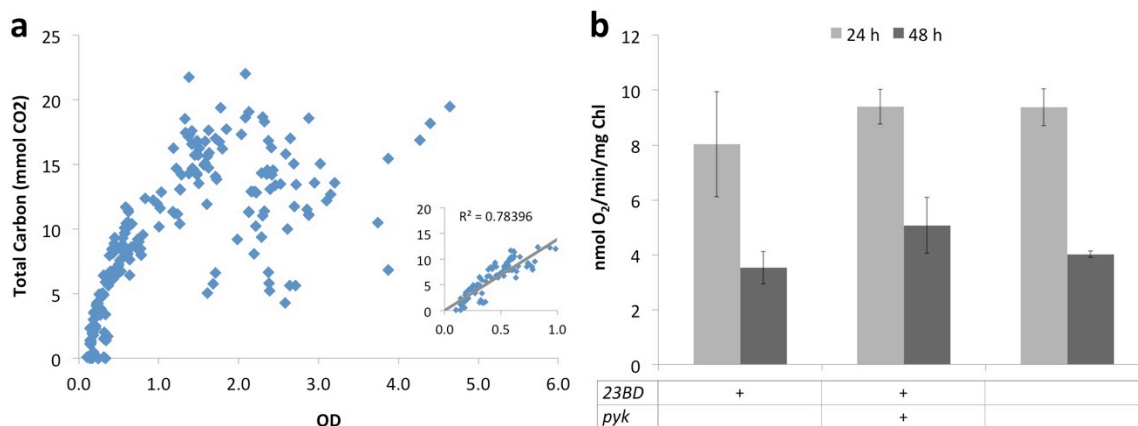 a
25
20
15
10
5
0
Total Carbon (mmol CO2)
0.0 1.0 2.0 3.0 4.0 5.0 6.0
OD
20
15
10
5
0
R² = 0.78396
0.0 0.5 1.0
b
24 h 48 h
12
10
8
6
4
2
0
nmol O₂/min/mg Chl
23BD + +
pyk +